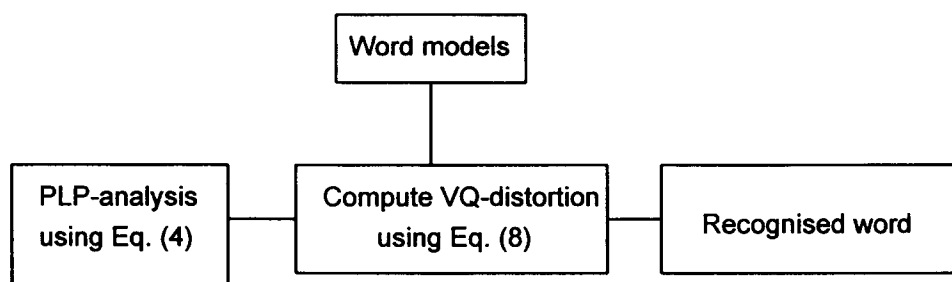 Word models
PLP-analysis
using Eq. (4)
Compute VQ-distortion
using Eq. (8)
Recognised word